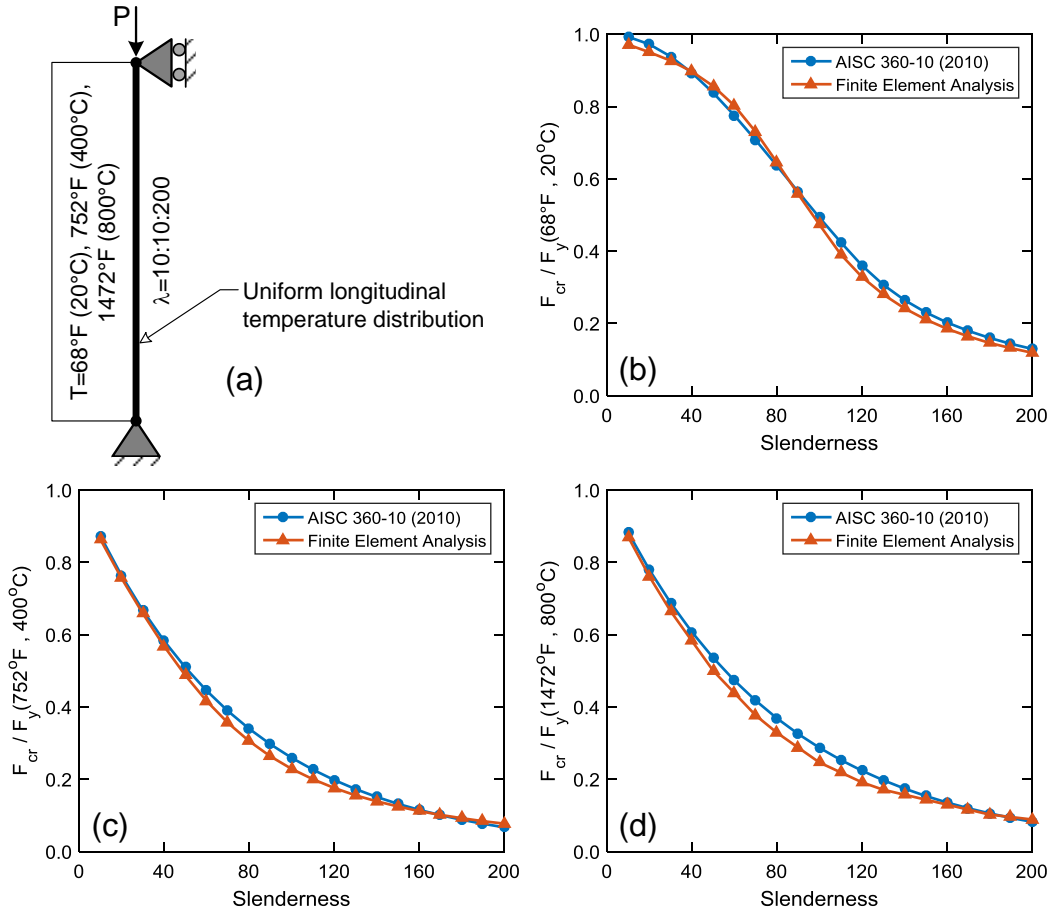 P
T=68°F (20°C), 752°F (400°C),
1472°F (800°C)
λ=10:10:200
Uniform longitudinal
temperature distribution
(a)
F_cr / F_y(68°F , 20°C)
1.0
0.8
0.6
0.4
0.2
0.0
AISC 360-10 (2010)
Finite Element Analysis
(b)
0 40 80 120 160 200
Slenderness
F_cr / F_y(752°F , 400°C)
1.0
0.8
0.6
0.4
0.2
0.0
AISC 360-10 (2010)
Finite Element Analysis
(c)
0 40 80 120 160 200
Slenderness
F_cr / F_y(1472°F , 800°C)
1.0
0.8
0.6
0.4
0.2
0.0
AISC 360-10 (2010)
Finite Element Analysis
(d)
0 40 80 120 160 200
Slenderness